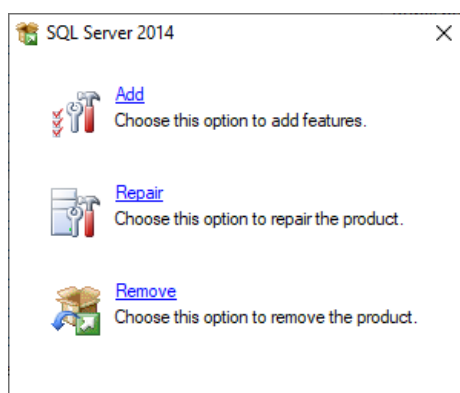 SQL Server 2014
Add
Choose this option to add features.
Repair
Choose this option to repair the product.
Remove
Choose this option to remove the product.